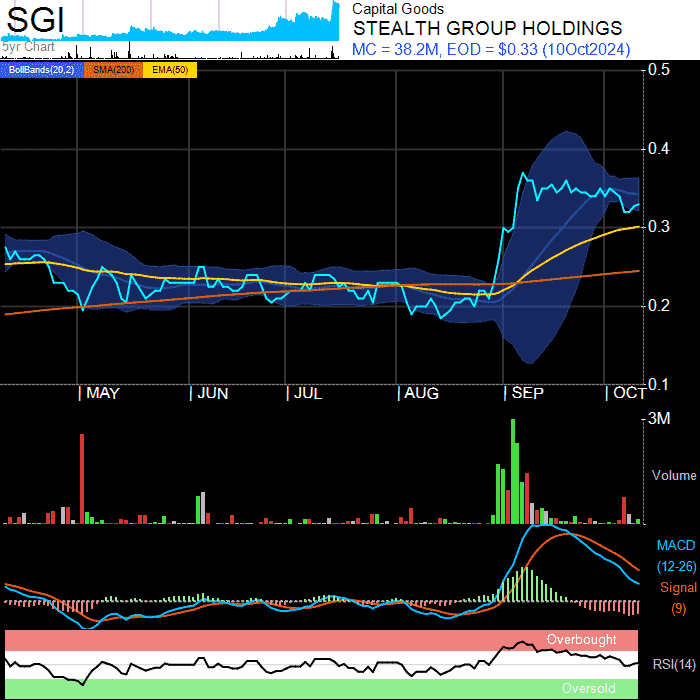 SGI
5yr Chart
Capital Goods
STEALTH GROUP HOLDINGS
MC = 38.2M, EOD = $0.33 (10Oct2024)
BollBands(20,2) SMA(200) EMA(50)
0.5
0.4
0.3
0.2
0.1
| MAY | JUN | JUL | AUG | SEP | OCT
3M
Volume
MACD
(12-26)
Signal
(9)
Overbought
RSI(14)
Oversold